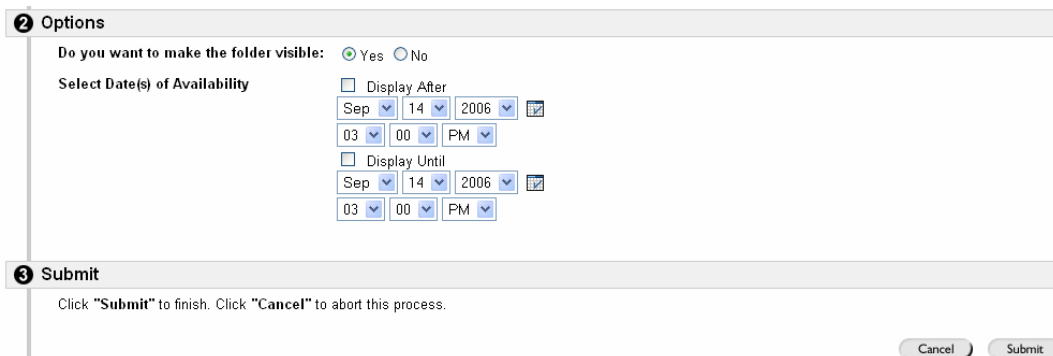 2 Options
Do you want to make the folder visible: Yes No
Select Date(s) of Availability Display After
Sep 14 2006
03 00 PM
Display Until
Sep 14 2006
03 00 PM
3 Submit
Click "Submit" to finish. Click "Cancel" to abort this process.
Cancel Submit